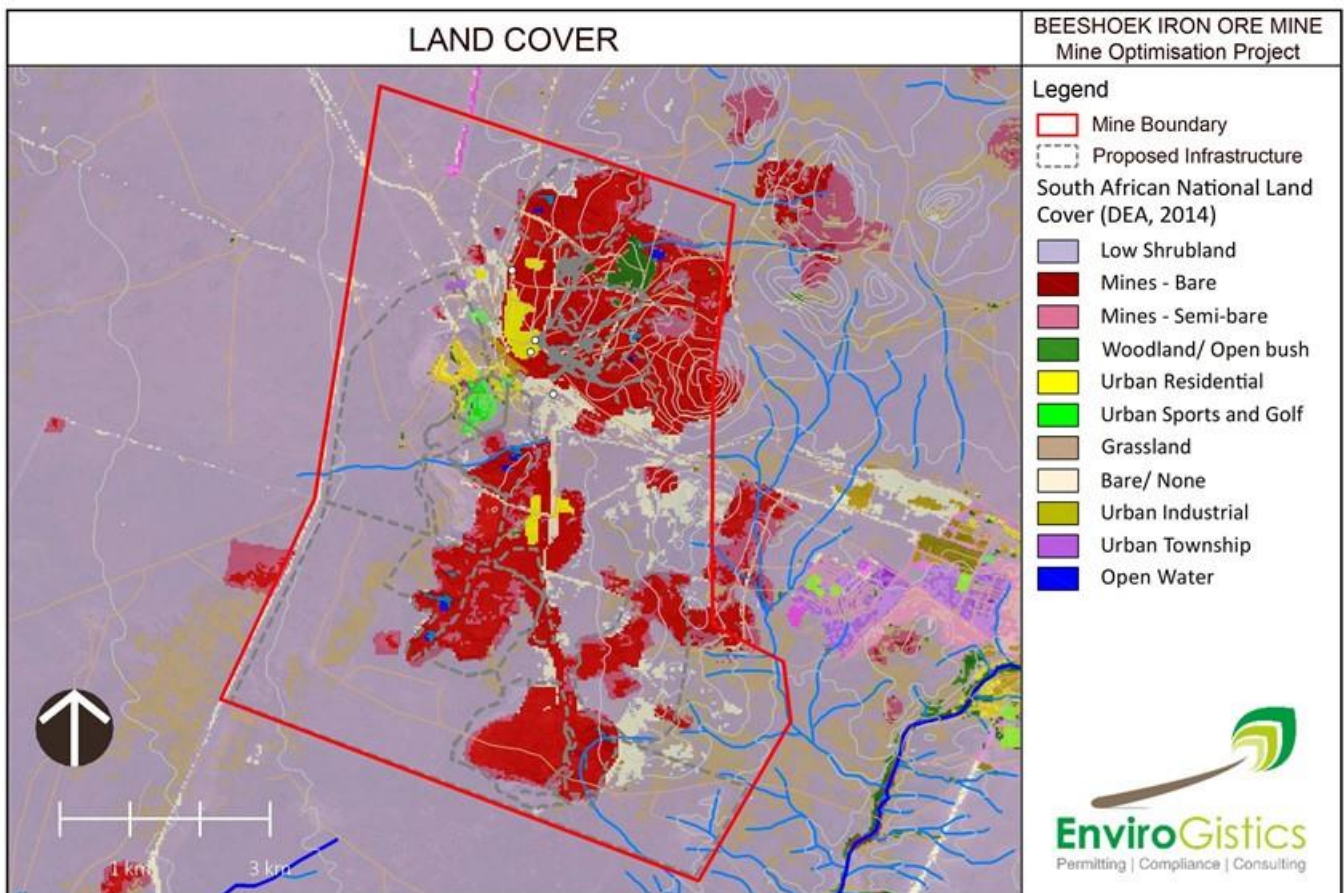 LAND COVER
BEESHOEK IRON ORE MINE
Mine Optimisation Project
Legend
Mine Boundary
Proposed Infrastructure
South African National Land
Cover (DEA, 2014)
Low Shrubland
Mines - Bare
Mines - Semi-bare
Woodland/ Open bush
Urban Residential
Urban Sports and Golf
Grassland
Bare/ None
Urban Industrial
Urban Township
Open Water
1 km 3 km
EnviroGistics
Permitting | Compliance | Consulting